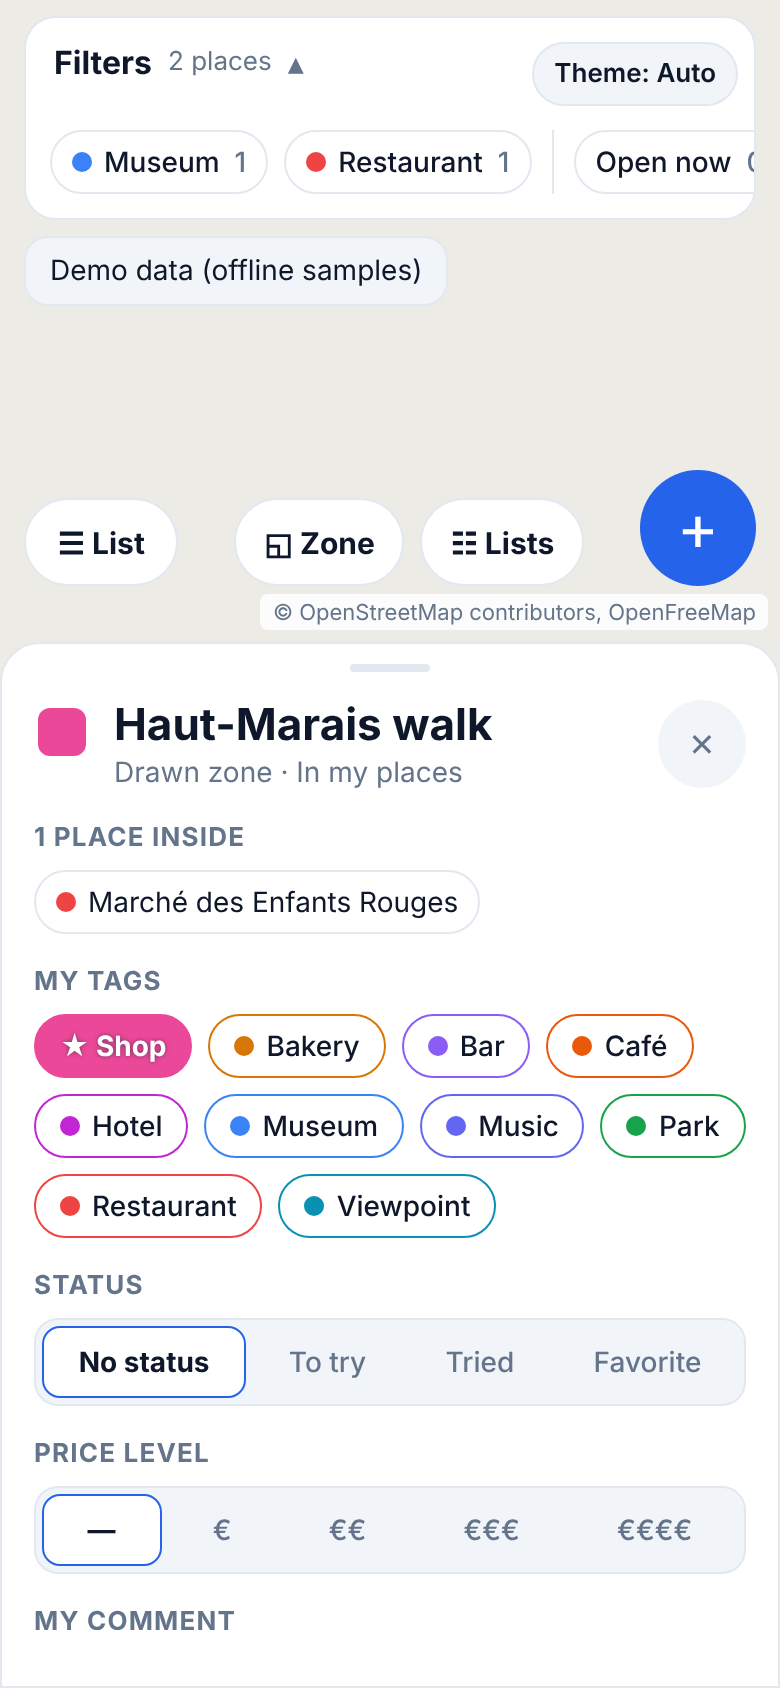 Filters 2 places ▲ Theme: Auto
Museum 1 Restaurant 1 Open now
Demo data (offline samples)
☰ List ◱ Zone ☷ Lists +
© OpenStreetMap contributors, OpenFreeMap
Haut-Marais walk ✕
Drawn zone · In my places
1 PLACE INSIDE
Marché des Enfants Rouges
MY TAGS
★ Shop Bakery Bar Café
Hotel Museum Music Park
Restaurant Viewpoint
STATUS
No status To try Tried Favorite
PRICE LEVEL
— € €€ €€€ €€€€
MY COMMENT